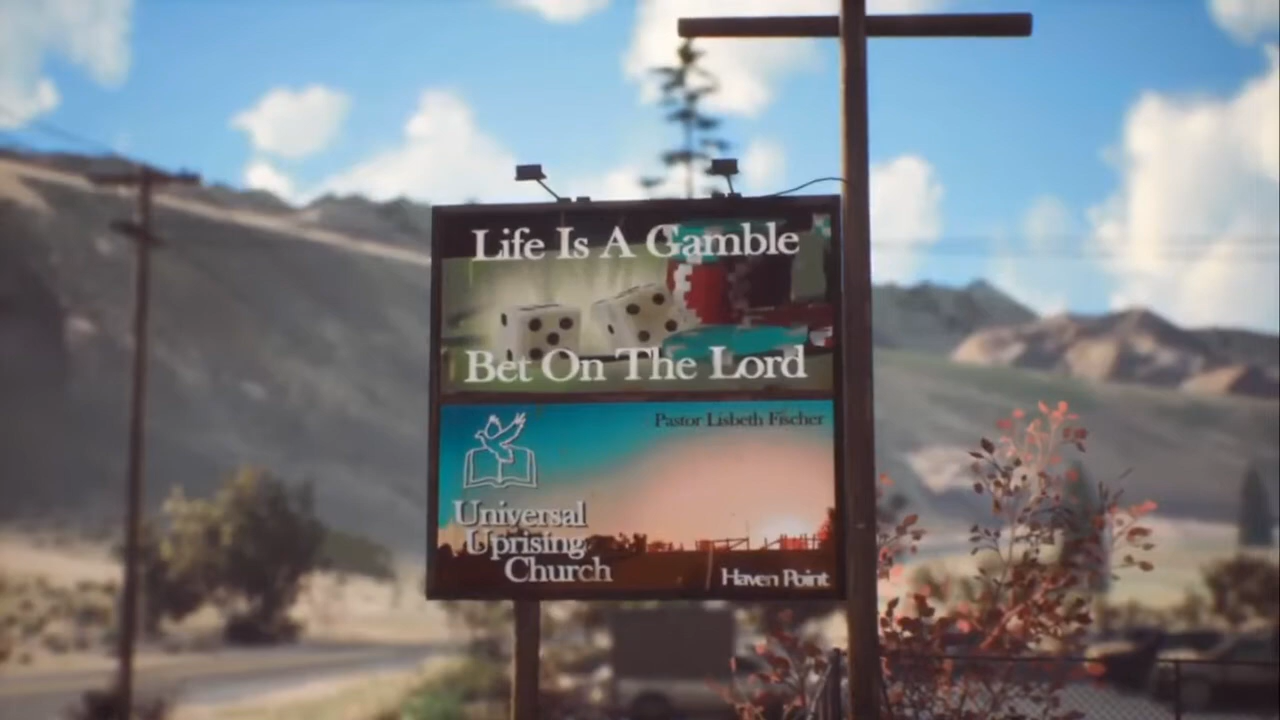 Life Is A Gamble
Bet On The Lord
Pastor Lisbeth Fischer
Universal
Uprising
Church
Haven Point